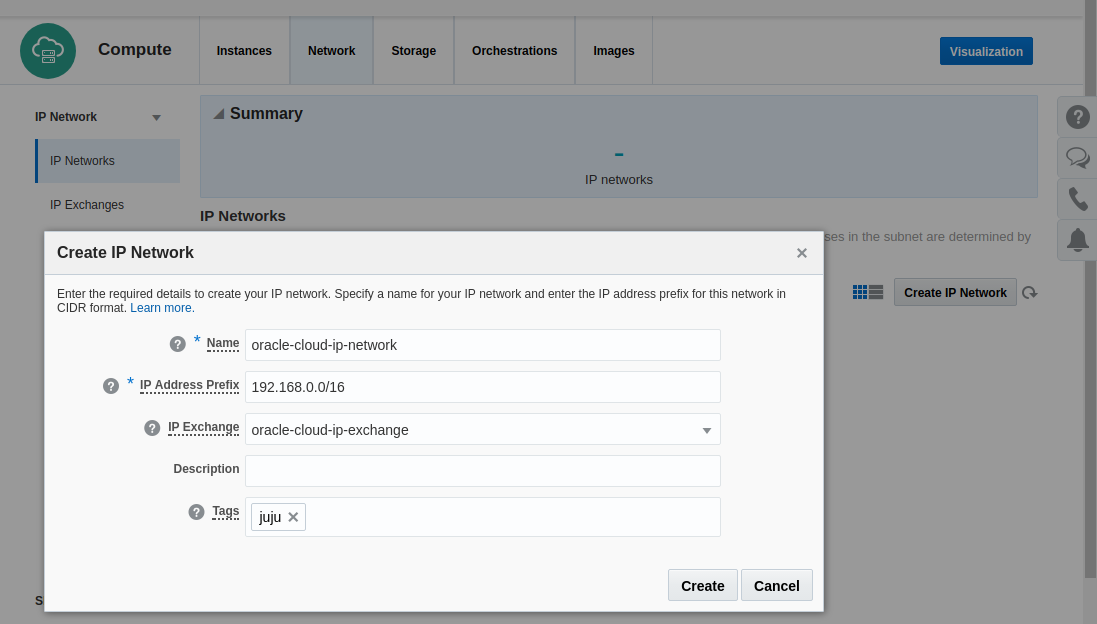 Compute
Instances
Network
Storage
Orchestrations
Images
Visualization
IP Network
IP Networks
IP Exchanges
Summary
-
IP networks
IP Networks
ses in the subnet are determined by
Create IP Network
Create IP Network
Enter the required details to create your IP network. Specify a name for your IP network and enter the IP address prefix for this network in
CIDR format. Learn more.
* Name oracle-cloud-ip-network
* IP Address Prefix 192.168.0.0/16
IP Exchange oracle-cloud-ip-exchange
Description
Tags juju
Create Cancel
S